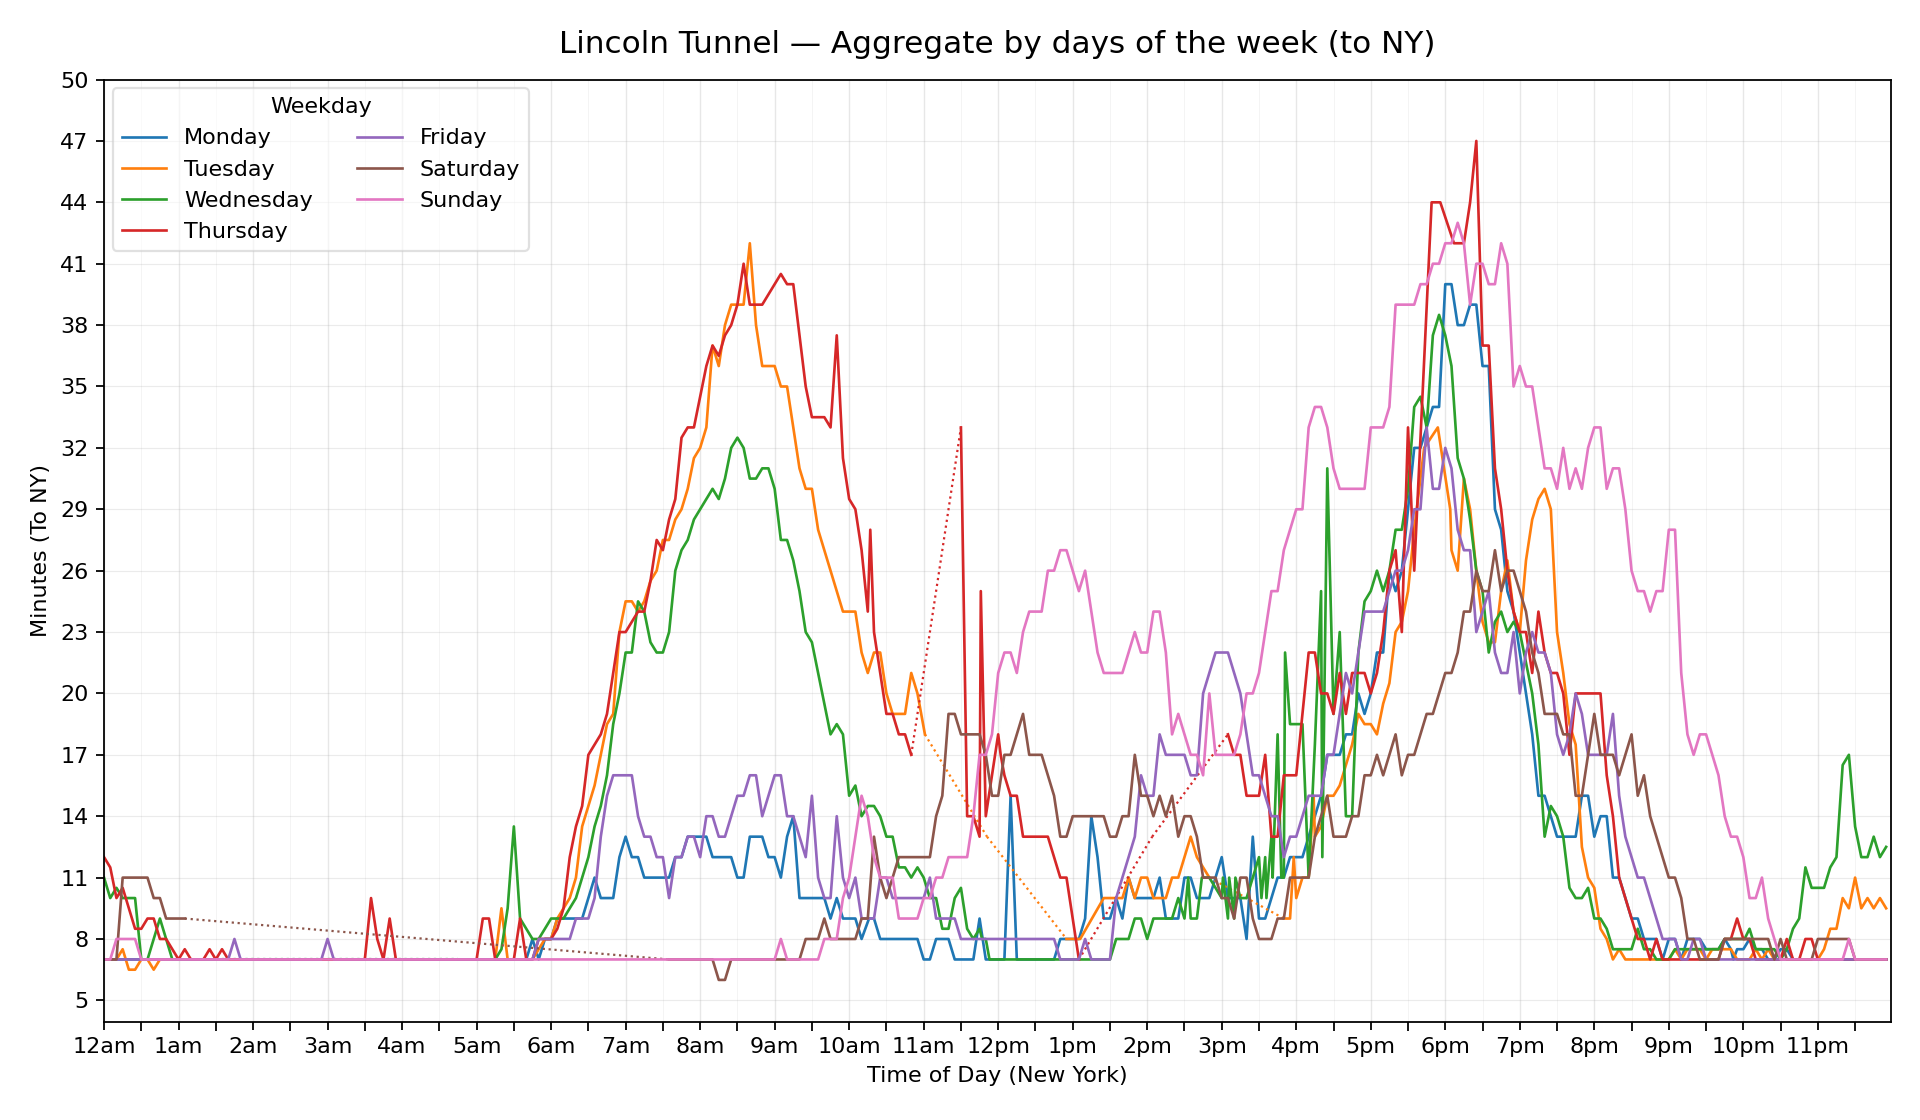 Lincoln Tunnel — Aggregate by days of the week (to NY)
Weekday
Monday
Tuesday
Wednesday
Thursday
Friday
Saturday
Sunday
50
47
44
41
38
35
32
29
26
23
20
17
14
11
8
5
Minutes (To NY)
12am 1am 2am 3am 4am 5am 6am 7am 8am 9am 10am 11am 12pm 1pm 2pm 3pm 4pm 5pm 6pm 7pm 8pm 9pm 10pm 11pm
Time of Day (New York)